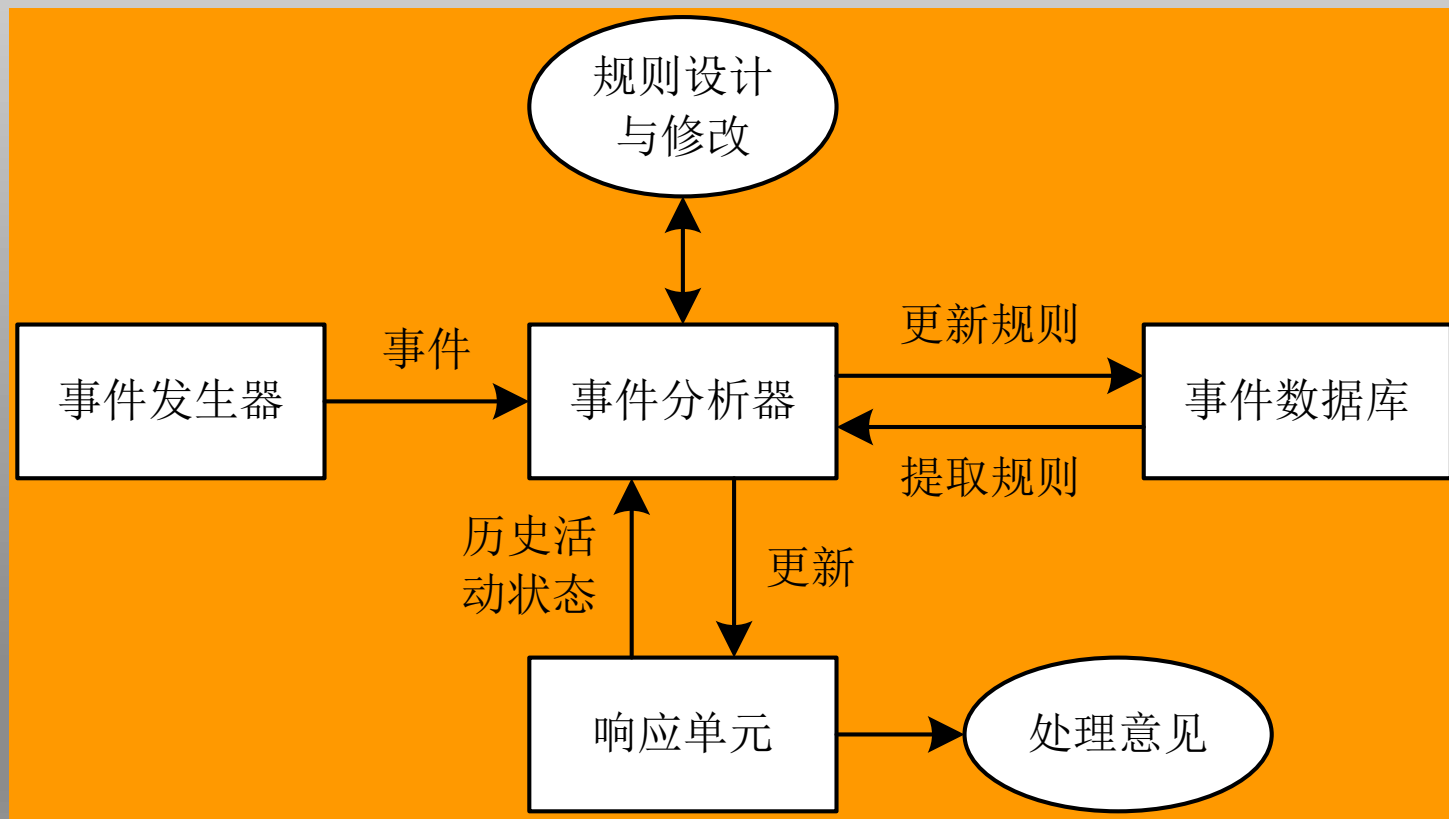 规则设计
与修改
事件
更新规则
事件发生器
事件分析器
事件数据库
提取规则
历史活
动状态
更新
响应单元
处理意见